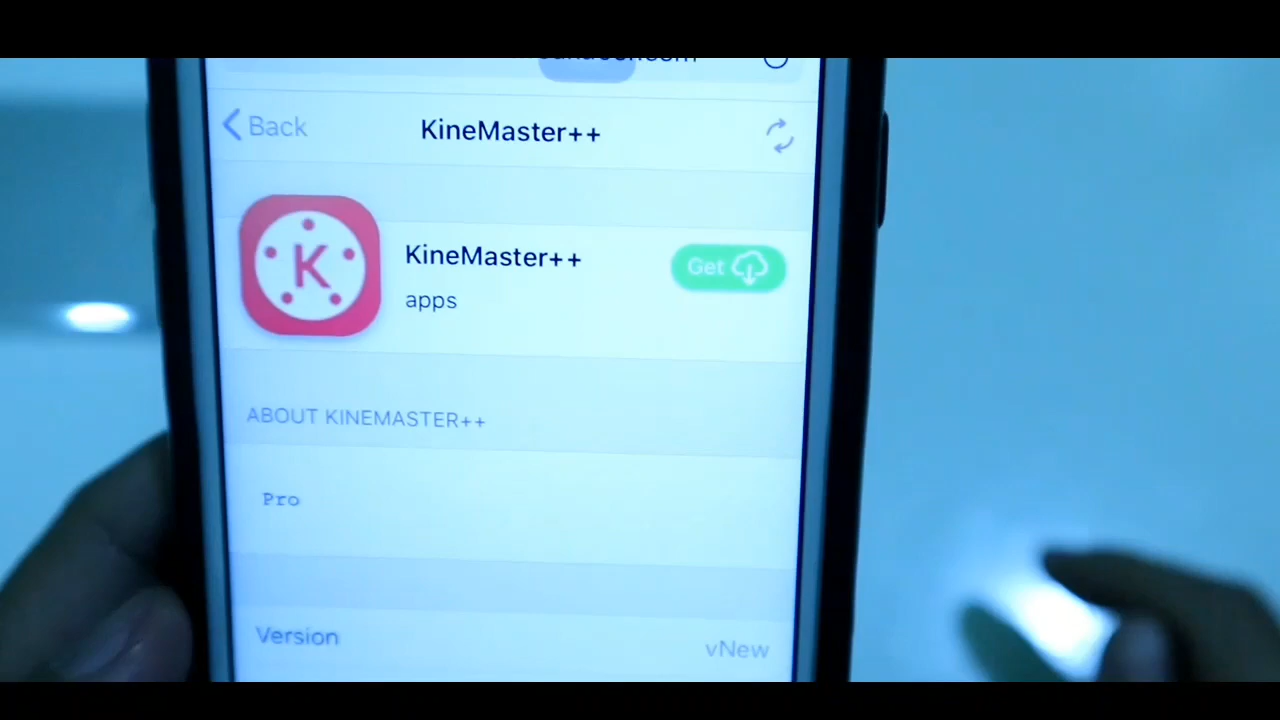 Back
KineMaster++
K
KineMaster++
Get
apps
ABOUT KINEMASTER++
Pro
Version
vNew